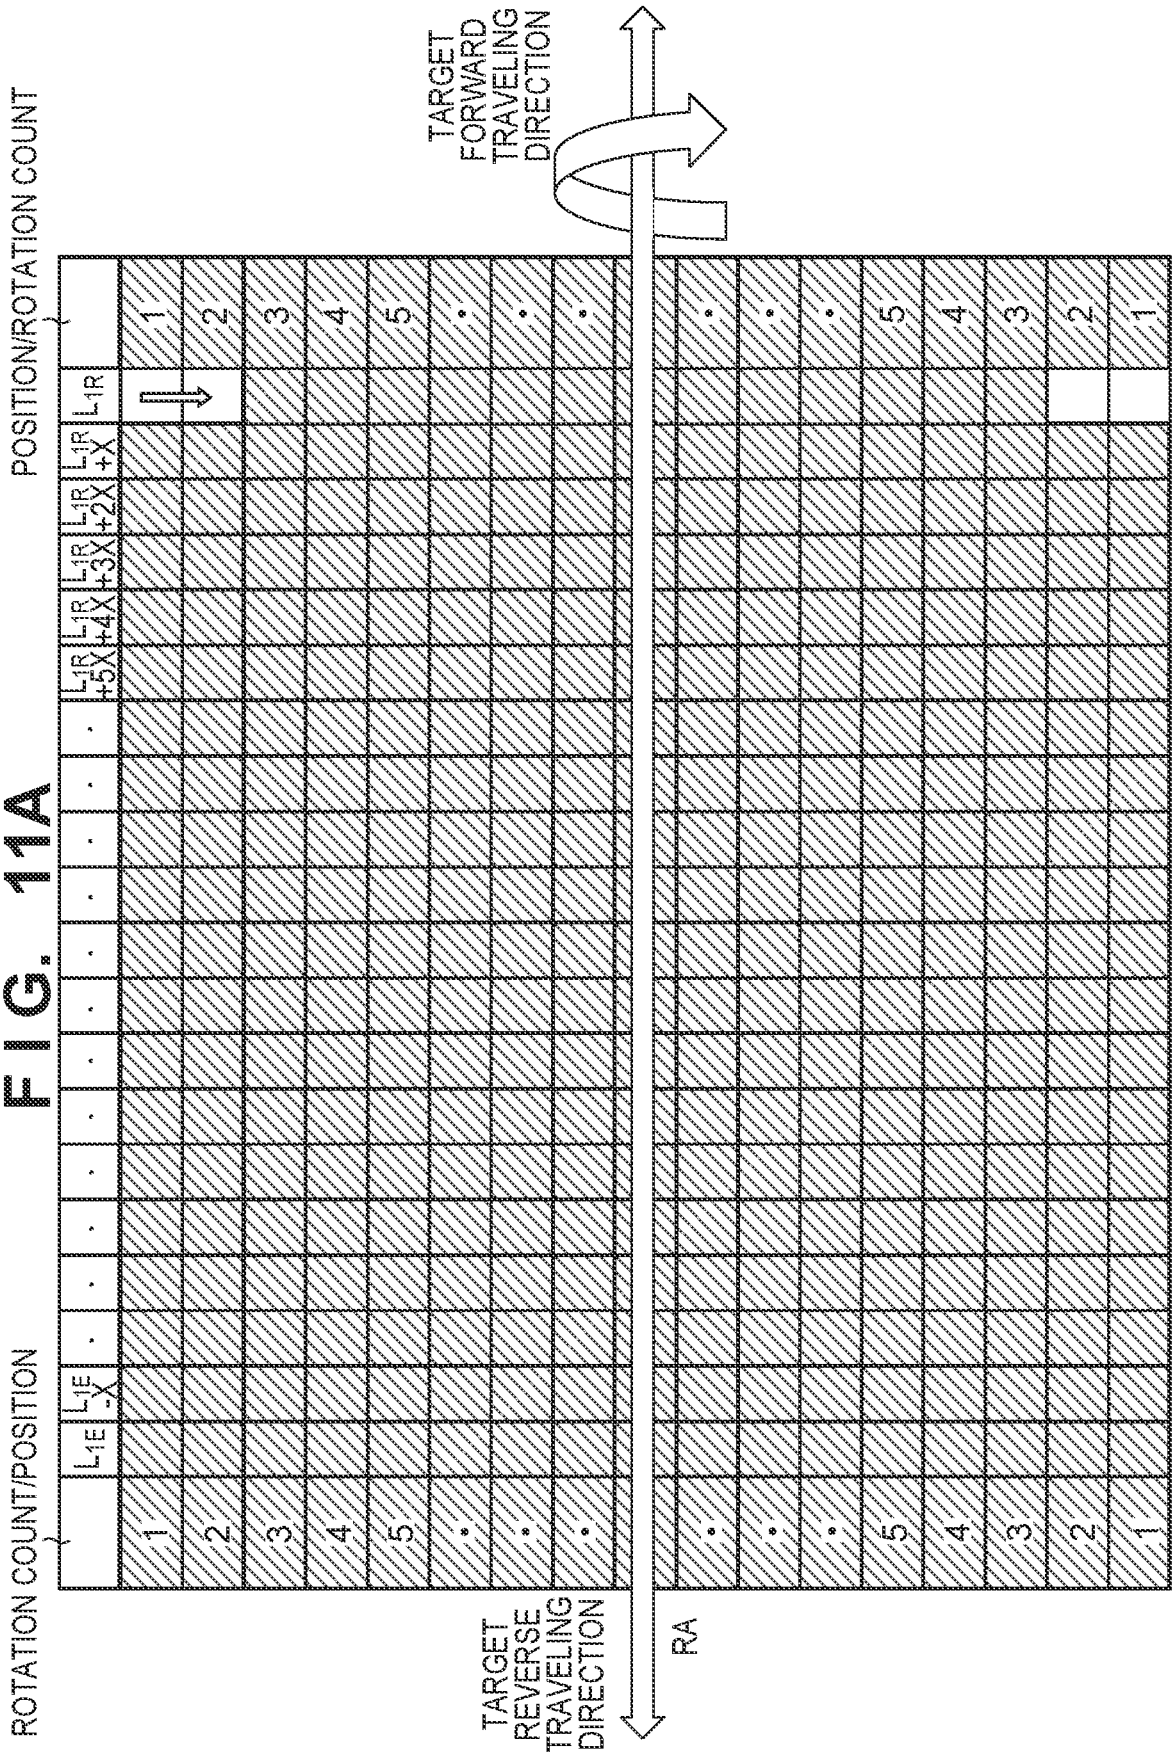 FIG. 11A
ROTATION COUNT/POSITION
POSITION/ROTATION COUNT
L1E L1E -X · · · · · · · · · · · · L1R +5X L1R +4X L1R +3X L1R +2X L1R +X L1R
1 1
2 2
3 3
4 4
5 5
• •
• •
• •
TARGET REVERSE TRAVELING DIRECTION
TARGET FORWARD TRAVELING DIRECTION
RA
• •
• •
• •
5 5
4 4
3 3
2 2
1 1